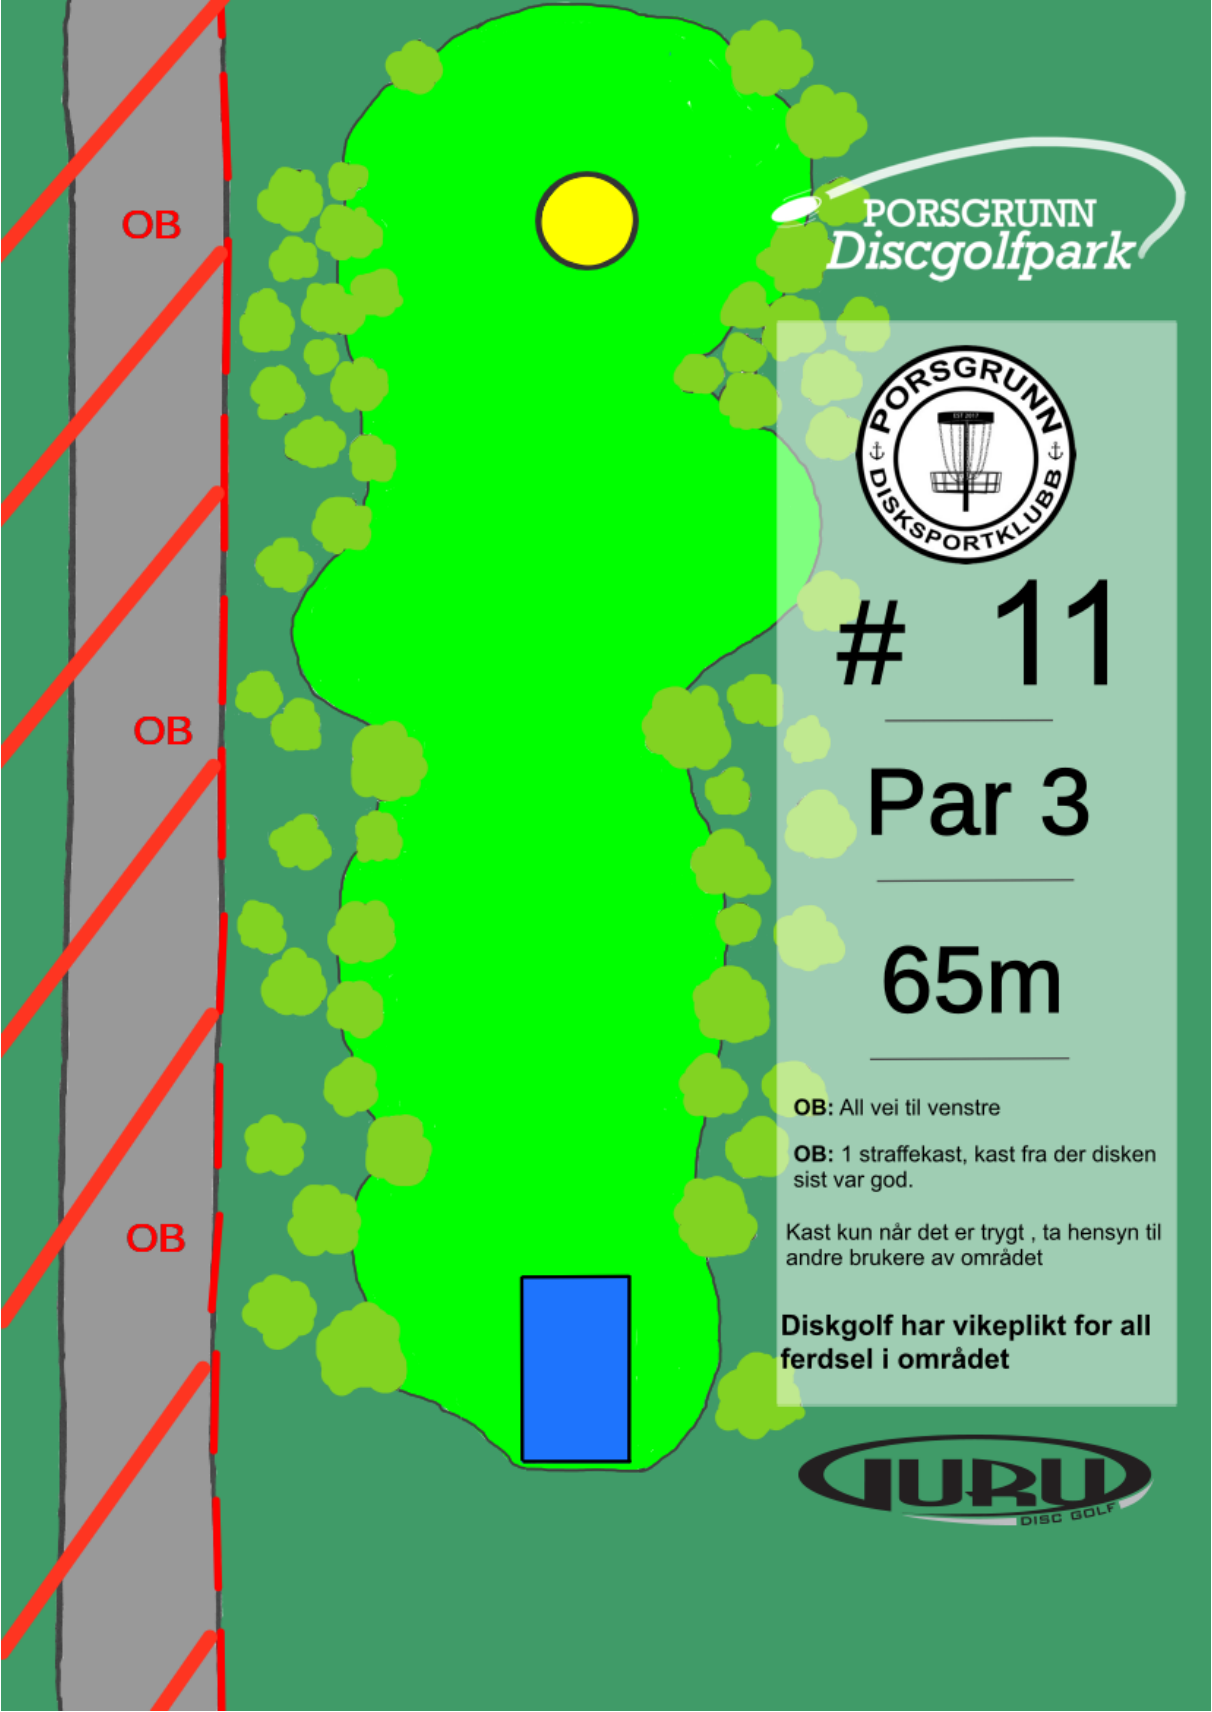 OB
OB
OB
PORSGRUNN
Discgolfpark
PORSGRUNN
EST 2017
DISKSPORTKLUBB
# 11
Par 3
65m
OB: All vei til venstre
OB: 1 straffekast, kast fra der disken
sist var god.
Kast kun når det er trygt , ta hensyn til
andre brukere av området
Diskgolf har vikeplikt for all
ferdsel i området
GURU
DISC GOLF